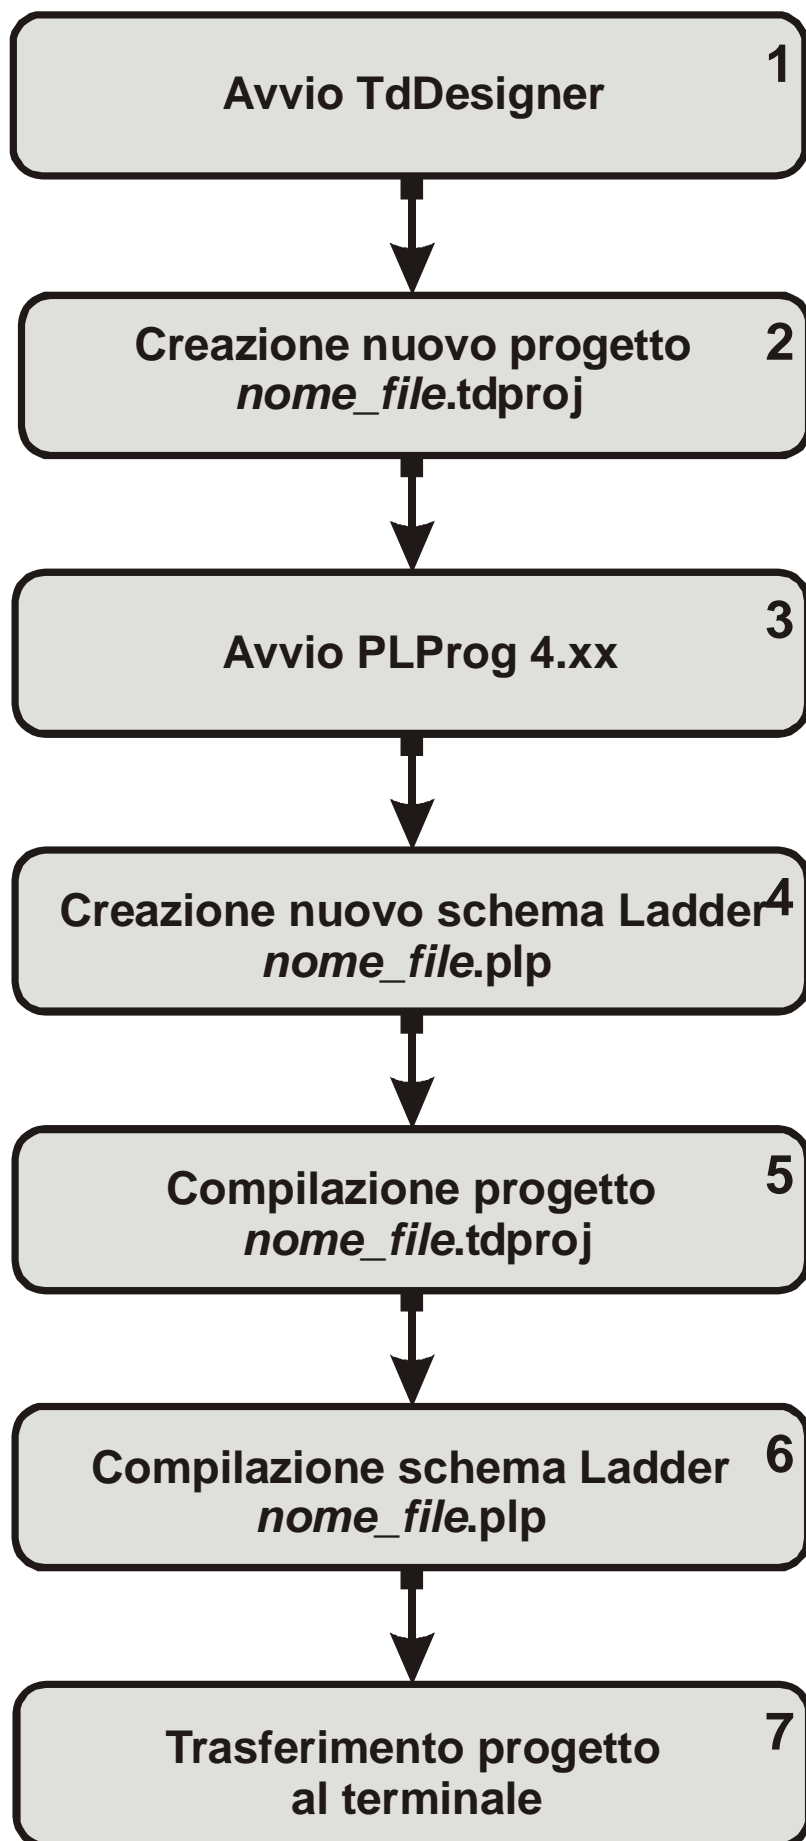 1
Avvio TdDesigner
2
Creazione nuovo progetto
nome_file.tdproj
3
Avvio PLProg 4.xx
4
Creazione nuovo schema Ladder
nome_file.plp
5
Compilazione progetto
nome_file.tdproj
6
Compilazione schema Ladder
nome_file.plp
7
Trasferimento progetto
al terminale